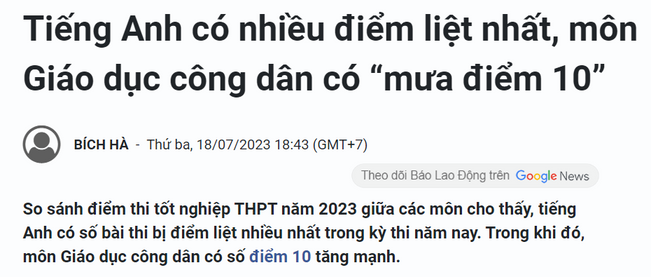 Tiếng Anh có nhiều điểm liệt nhất, môn
Giáo dục công dân có “mưa điểm 10”
BÍCH HÀ - Thứ ba, 18/07/2023 18:43 (GMT+7)
Theo dõi Báo Lao Động trên Google News
So sánh điểm thi tốt nghiệp THPT năm 2023 giữa các môn cho thấy, tiếng
Anh có số bài thi bị điểm liệt nhiều nhất trong kỳ thi năm nay. Trong khi đó,
môn Giáo dục công dân có số điểm 10 tăng mạnh.